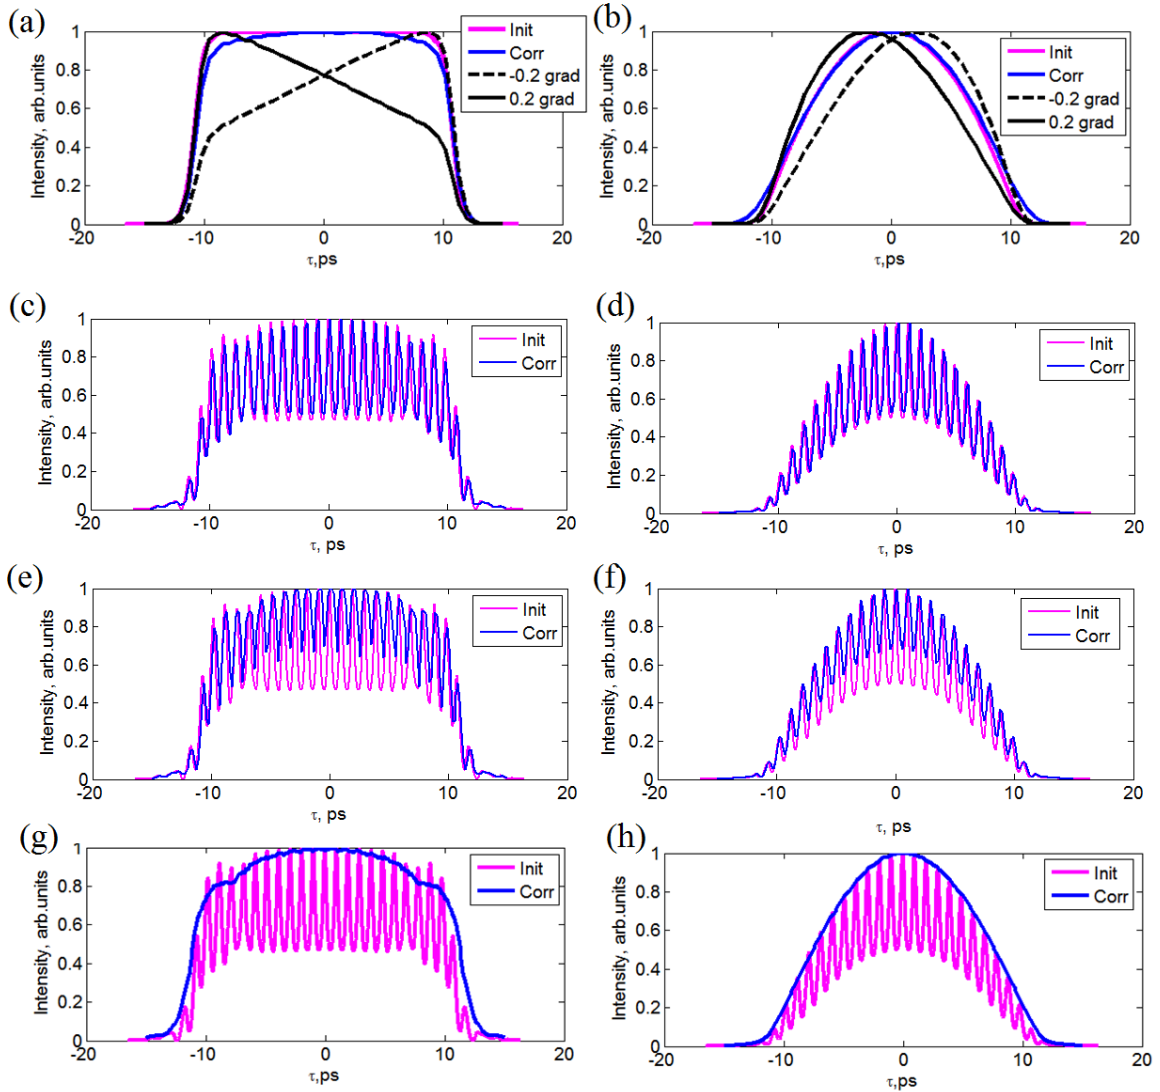 (a)
Intensity, arb.units
1
0.8
0.6
0.4
0.2
0
-20
-10
0
10
20
τ,ps
Init
Corr
-0.2 grad
0.2 grad
(b)
Intensity, arb.units
1
0.8
0.6
0.4
0.2
0
-20
-10
0
10
20
τ,ps
Init
Corr
-0.2 grad
0.2 grad
(c)
Intensity, arb.units
1
0.8
0.6
0.4
0.2
0
-20
-10
0
10
20
τ, ps
Init
Corr
(d)
Intensity, arb.units
1
0.8
0.6
0.4
0.2
0
-20
-10
0
10
20
τ, ps
Init
Corr
(e)
Intensity, arb.units
1
0.8
0.6
0.4
0.2
0
-20
-10
0
10
20
τ, ps
Init
Corr
(f)
Intensity, arb.units
1
0.8
0.6
0.4
0.2
0
-20
-10
0
10
20
τ, ps
Init
Corr
(g)
Intensity, arb.units
1
0.8
0.6
0.4
0.2
0
-20
-10
0
10
20
τ,ps
Init
Corr
(h)
Intensity, arb.units
1
0.8
0.6
0.4
0.2
0
-20
-10
0
10
20
τ,ps
Init
Corr